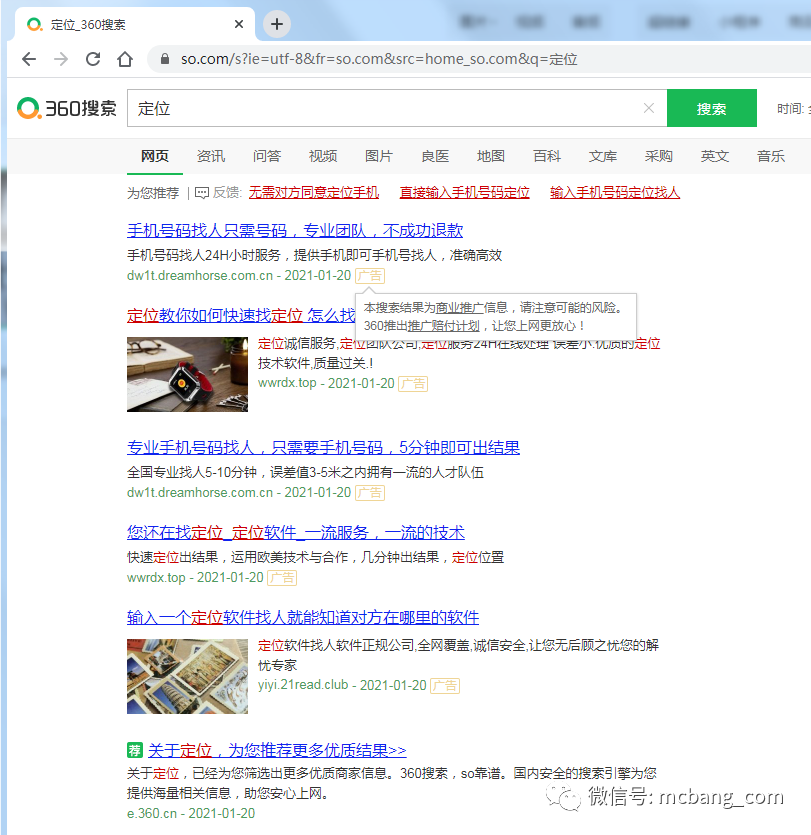 定位_360搜索
so.com/s?ie=utf-8&fr=so.com&src=home_so.com&q=定位
360搜索
定位
搜索
时间:
网页 资讯 问答 视频 图片 良医 地图 百科 文库 采购 英文 音乐
为您推荐 反馈: 无需对方同意定位手机 直接输入手机号码定位 输入手机号码定位找人
手机号码找人只需号码，专业团队，不成功退款
手机号码找人24H小时服务，提供手机即可手机号找人，准确高效
dw1t.dreamhorse.com.cn - 2021-01-20 广告
本搜索结果为商业推广信息，请注意可能的风险。
360推出推广赔付计划，让您上网更放心！
定位教你如何快速找定位 怎么找
定位诚信服务,定位团队公司,定位服务24H在线处理 误差小.优质的定位
技术软件,质量过关.!
wwrdx.top - 2021-01-20 广告
专业手机号码找人，只需要手机号码，5分钟即可出结果
全国专业找人5-10分钟，误差值3-5米之内拥有一流的人才队伍
dw1t.dreamhorse.com.cn - 2021-01-20 广告
您还在找定位_定位软件_一流服务，一流的技术
快速定位出结果，运用欧美技术与合作，几分钟出结果，定位位置
wwrdx.top - 2021-01-20 广告
输入一个定位软件找人就能知道对方在哪里的软件
定位软件找人软件正规公司,全网覆盖,诚信安全,让您无后顾之忧您的解
忧专家
yiyi.21read.club - 2021-01-20 广告
荐 关于定位，为您推荐更多优质结果>>
关于定位，已经为您筛选出更多优质商家信息。360搜索，so靠谱。国内安全的搜索引擎为您
提供海量相关信息，助您安心上网。
e.360.cn - 2021-01-20
微信号: mcbang_com